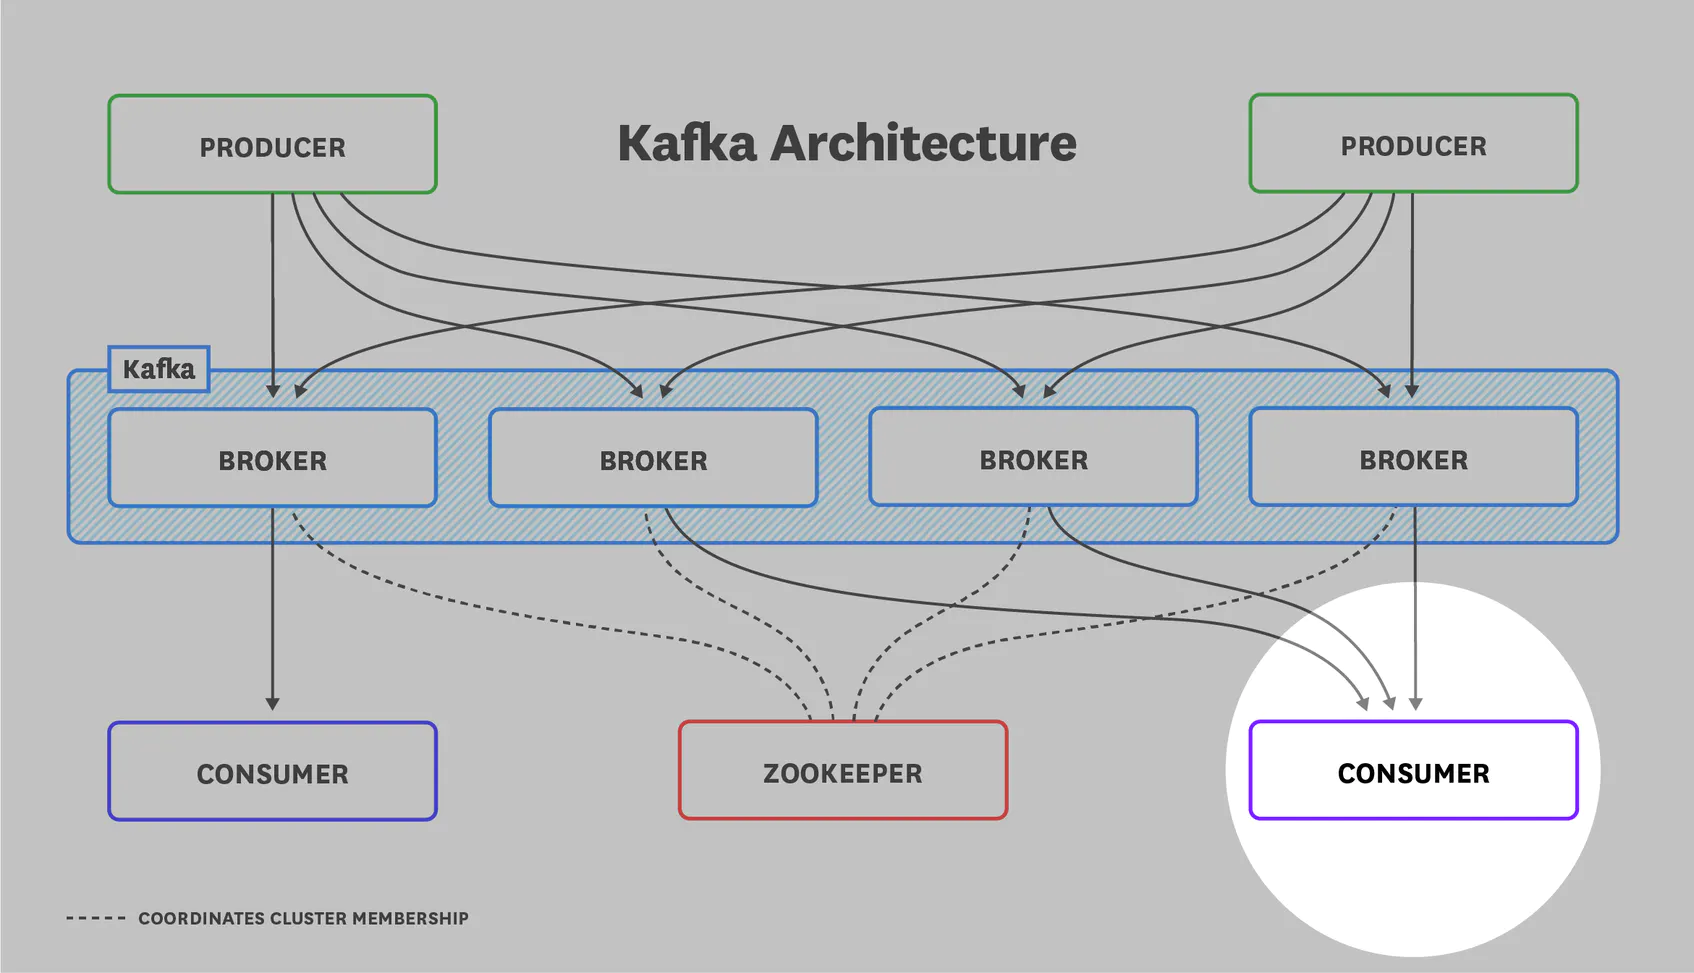 PRODUCER
Kafka Architecture
PRODUCER
Kafka
BROKER
BROKER
BROKER
BROKER
CONSUMER
ZOOKEEPER
CONSUMER
COORDINATES CLUSTER MEMBERSHIP